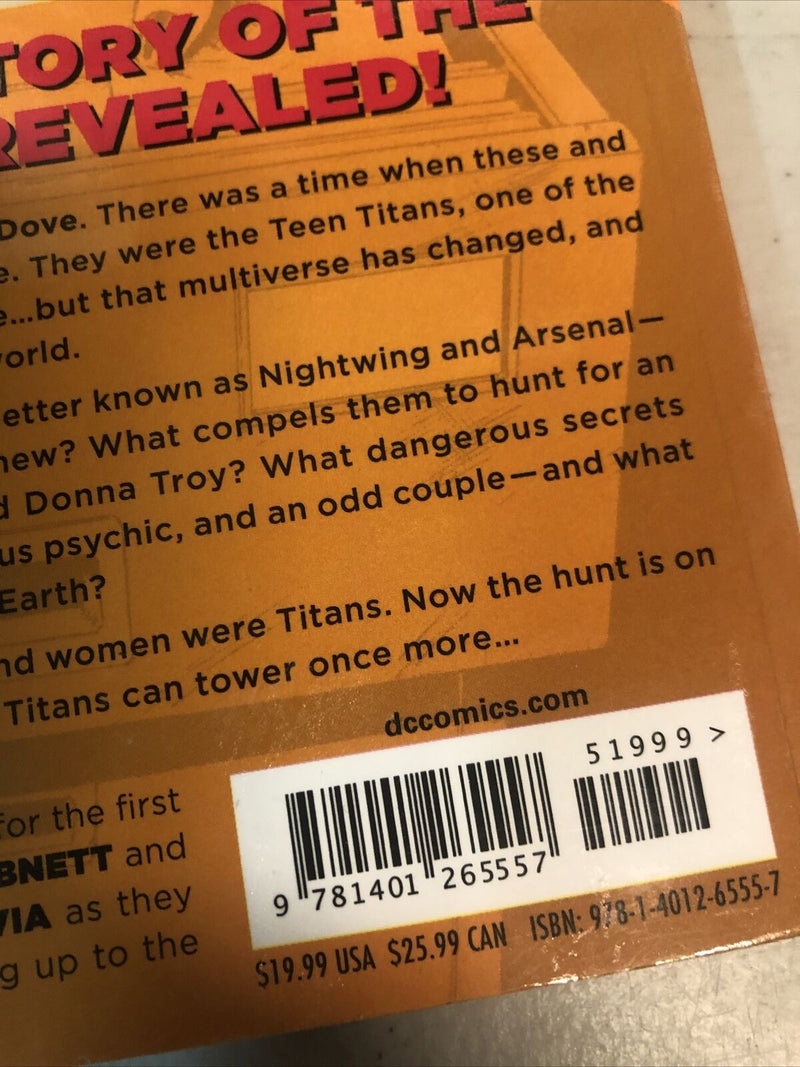 TORY OF THE
REVEALED!
Dove. There was a time when these and
e. They were the Teen Titans, one of the
e...but that multiverse has changed, and
orld.
etter known as Nightwing and Arsenal—
new? What compels them to hunt for an
d Donna Troy? What dangerous secrets
us psychic, and an odd couple—and what
Earth?
nd women were Titans. Now the hunt is on
Titans can tower once more...
dccomics.com
51999 >
9 781401 265557
for the first
BNETT and
VIA as they
g up to the
$19.99 USA $25.99 CAN ISBN: 978-1-4012-6555-7